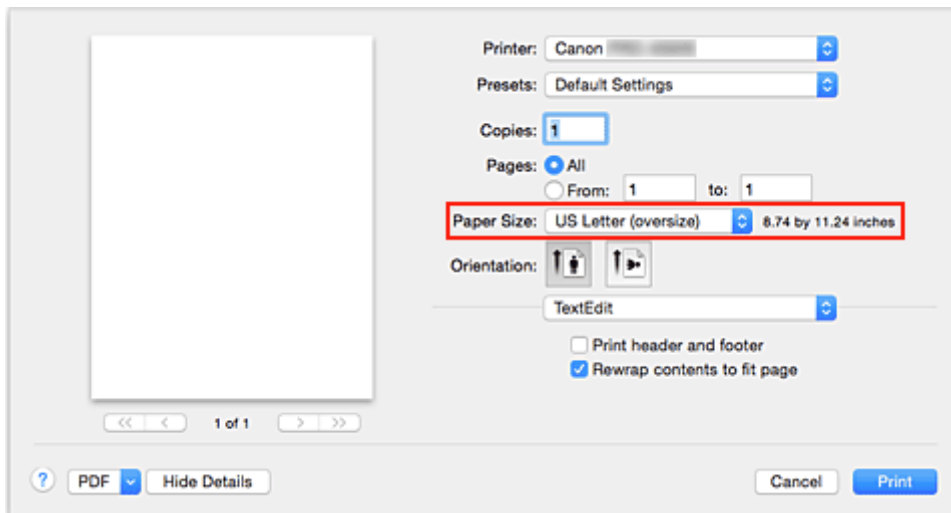 Printer: Canon
Presets: Default Settings
Copies: 1
Pages: All
From: 1 to: 1
Paper Size: US Letter (oversize) 8.74 by 11.24 inches
Orientation:
TextEdit
Print header and footer
Rewrap contents to fit page
<< < 1 of 1 > >>
? PDF Hide Details Cancel Print